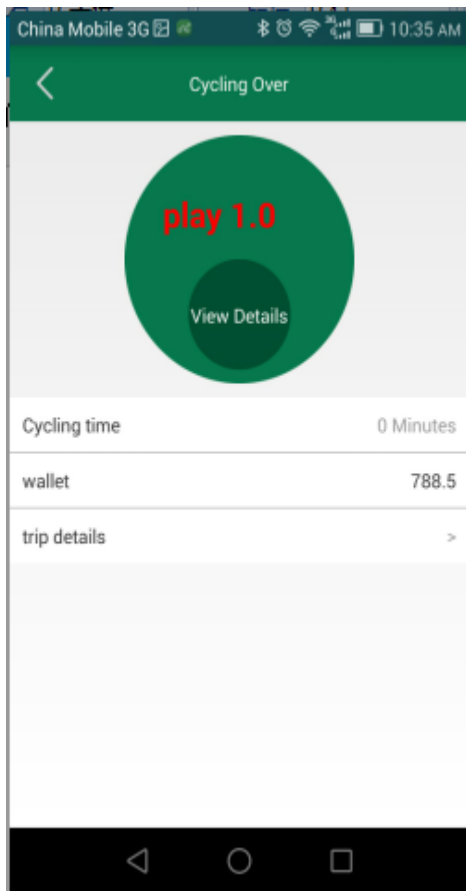 China Mobile 3G 10:35 AM
Cycling Over
play 1.0
View Details
Cycling time 0 Minutes
wallet 788.5
trip details >